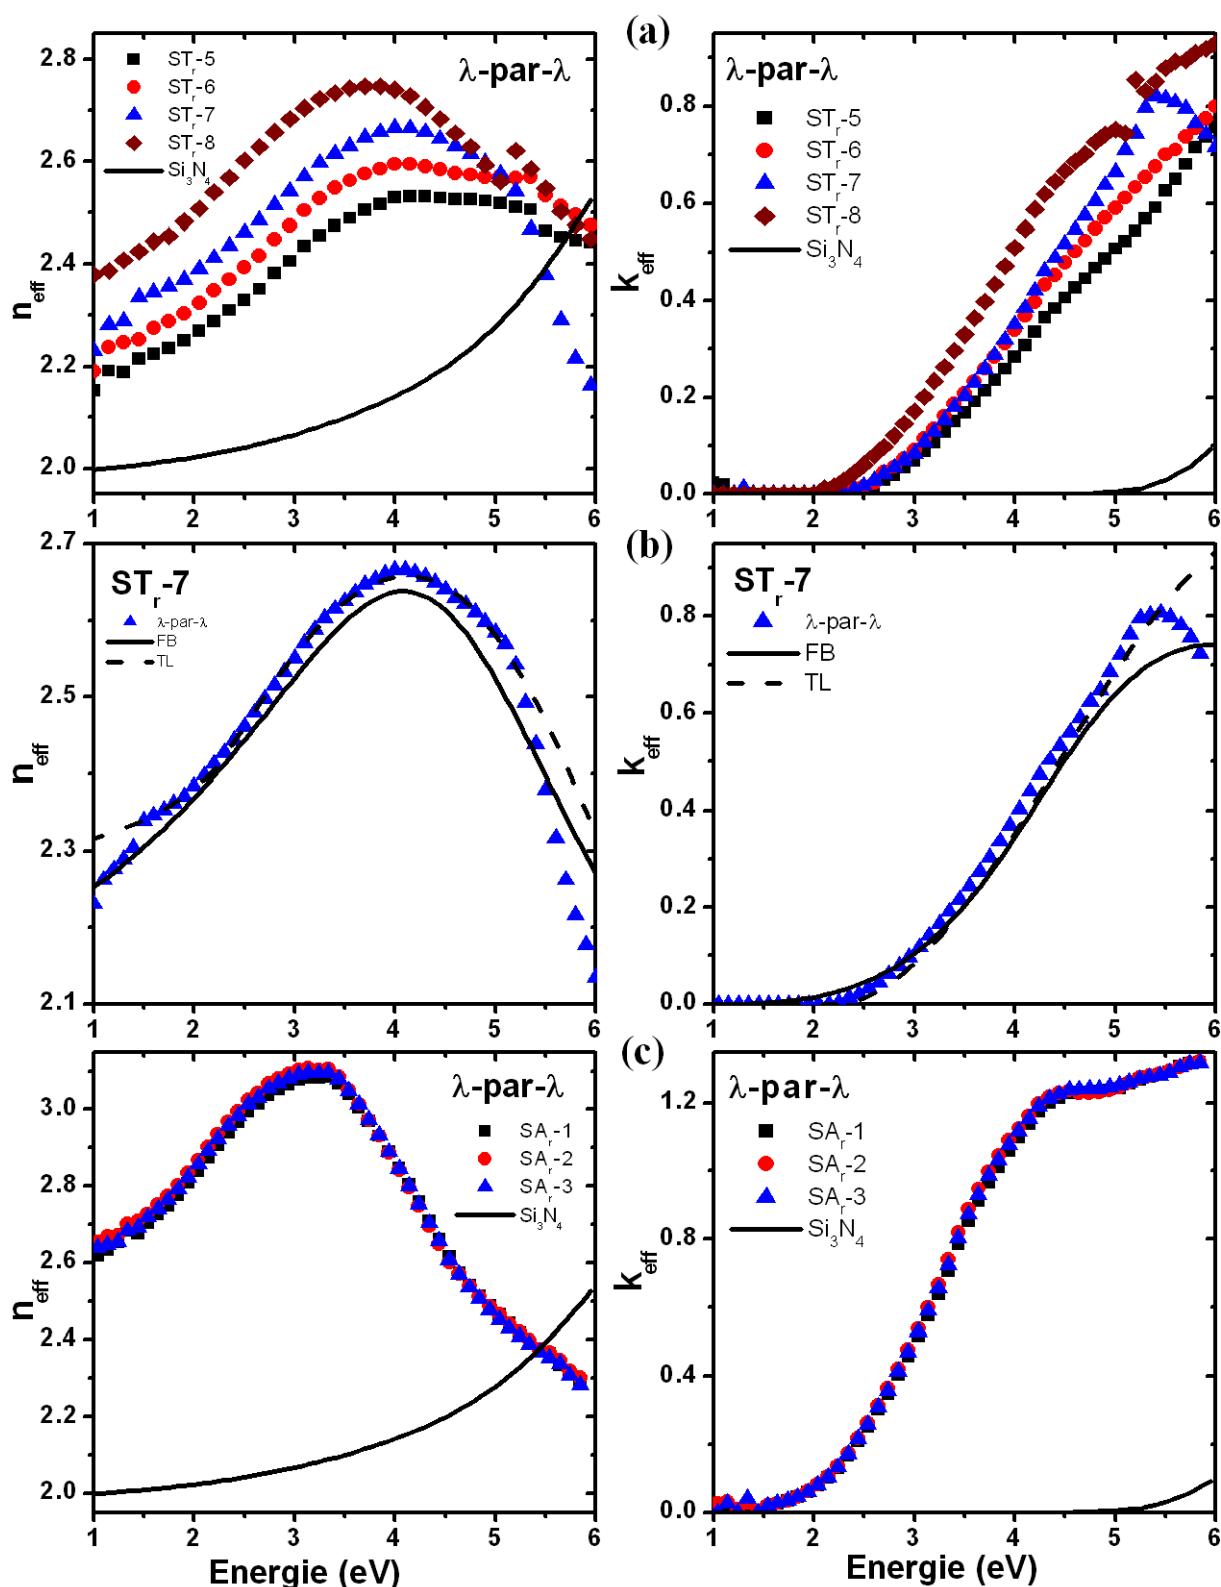 (a)
2.8
2.6
2.4
2.2
2.0
n_eff
ST_r-5
ST_r-6
ST_r-7
ST_r-8
Si_3N_4
λ-par-λ
1 2 3 4 5 6
0.8
0.6
0.4
0.2
0.0
k_eff
λ-par-λ
ST_r-5
ST_r-6
ST_r-7
ST_r-8
Si_3N_4
1 2 3 4 5 6
(b)
2.7
2.5
2.3
2.1
n_eff
ST_r-7
λ-par-λ
FB
TL
1 2 3 4 5 6
0.8
0.6
0.4
0.2
0.0
k_eff
ST_r-7
λ-par-λ
FB
TL
1 2 3 4 5 6
(c)
3.0
2.8
2.6
2.4
2.2
2.0
n_eff
λ-par-λ
SA_r-1
SA_r-2
SA_r-3
Si_3N_4
1 2 3 4 5 6
Energie (eV)
1.2
0.8
0.4
0.0
k_eff
λ-par-λ
SA_r-1
SA_r-2
SA_r-3
Si_3N_4
1 2 3 4 5 6
Energie (eV)